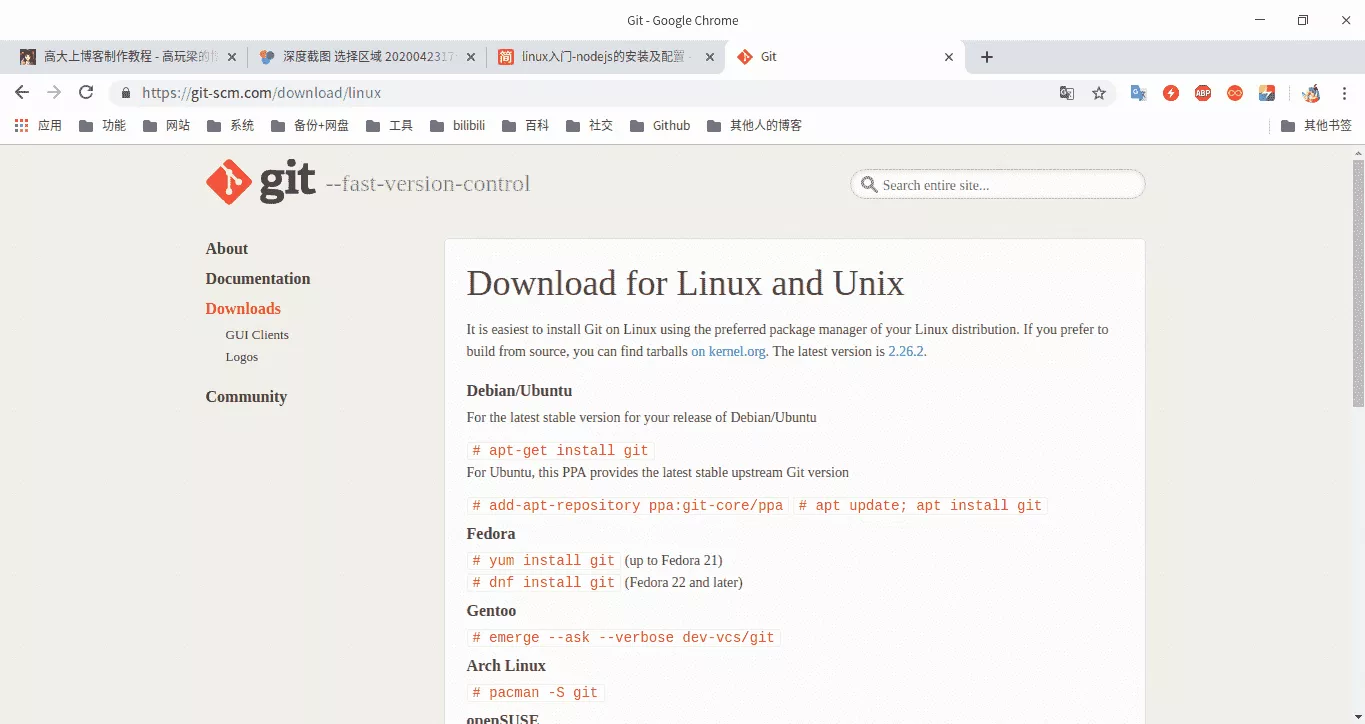 Git - Google Chrome
高大上博客制作教程 - 高玩梁的
深度截图 选择区域 2020042317
简 linux入门-nodejs的安装及配置 -
Git
https://git-scm.com/download/linux
ABP
应用 功能 网站 系统 备份+网盘 工具 bilibili 百科 社交 Github 其他人的博客 其他书签
git --fast-version-control
Search entire site...
About
Documentation
Downloads
GUI Clients
Logos
Community
Download for Linux and Unix
It is easiest to install Git on Linux using the preferred package manager of your Linux distribution. If you prefer to
build from source, you can find tarballs on kernel.org. The latest version is 2.26.2.
Debian/Ubuntu
For the latest stable version for your release of Debian/Ubuntu
# apt-get install git
For Ubuntu, this PPA provides the latest stable upstream Git version
# add-apt-repository ppa:git-core/ppa # apt update; apt install git
Fedora
# yum install git (up to Fedora 21)
# dnf install git (Fedora 22 and later)
Gentoo
# emerge --ask --verbose dev-vcs/git
Arch Linux
# pacman -S git
openSUSE